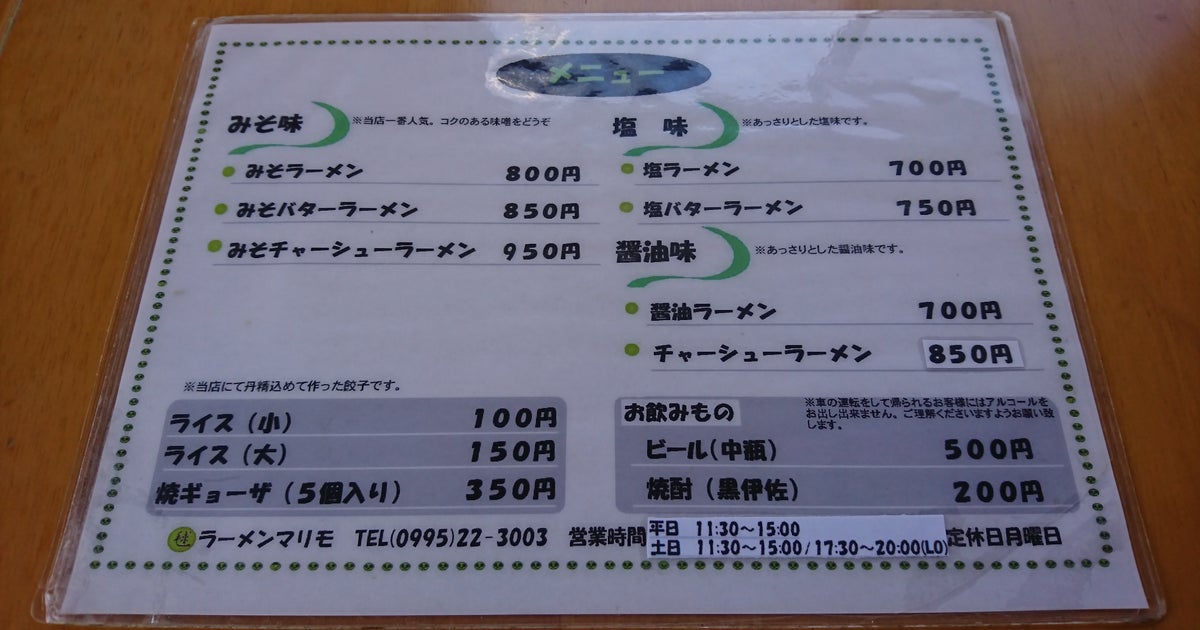 メニュー
みそ味 ※当店一番人気。コクのある味噌をどうぞ
みそラーメン 800円
みそバターラーメン 850円
みそチャーシューラーメン 950円
塩 味 ※あっさりとした塩味です。
塩ラーメン 700円
塩バターラーメン 750円
醤油味 ※あっさりとした醤油味です。
醤油ラーメン 700円
チャーシューラーメン 850円
※当店にて丹精込めて作った餃子です。
ライス(小) 100円
ライス(大) 150円
焼ギョーザ(5個入り) 350円
お飲みもの
※車の運転をして帰られるお客様にはアルコールを
お出し出来ません。ご理解くださいますようお願い致
します。
ビール(中瓶) 500円
焼酎(黒伊佐) 200円
ラーメンマリモ TEL(0995)22-3003 営業時間 平日 11:30～15:00
土日 11:30～15:00/17:30～20:00(LO) 定休日月曜日